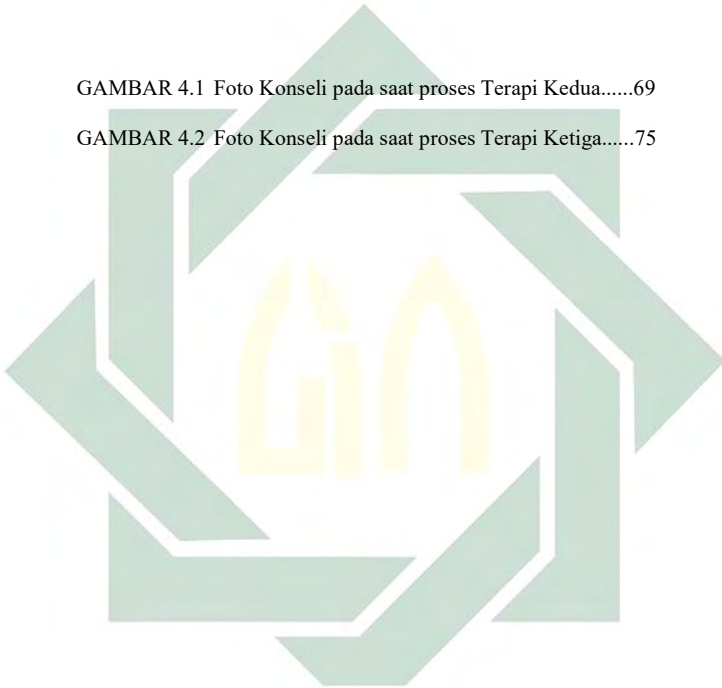 GAMBAR 4.1 Foto Konseli pada saat proses Terapi Kedua......69
GAMBAR 4.2 Foto Konseli pada saat proses Terapi Ketiga......75